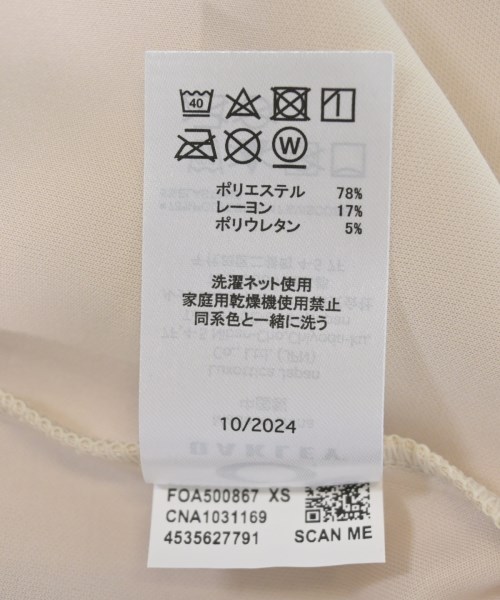 40
W
ポリエステル 78%
レーヨン 17%
ポリウレタン 5%
洗濯ネット使用
家庭用乾燥機使用禁止
同系色と一緒に洗う
10/2024
FOA500867 XS
CNA1031169
4535627791
SCAN ME